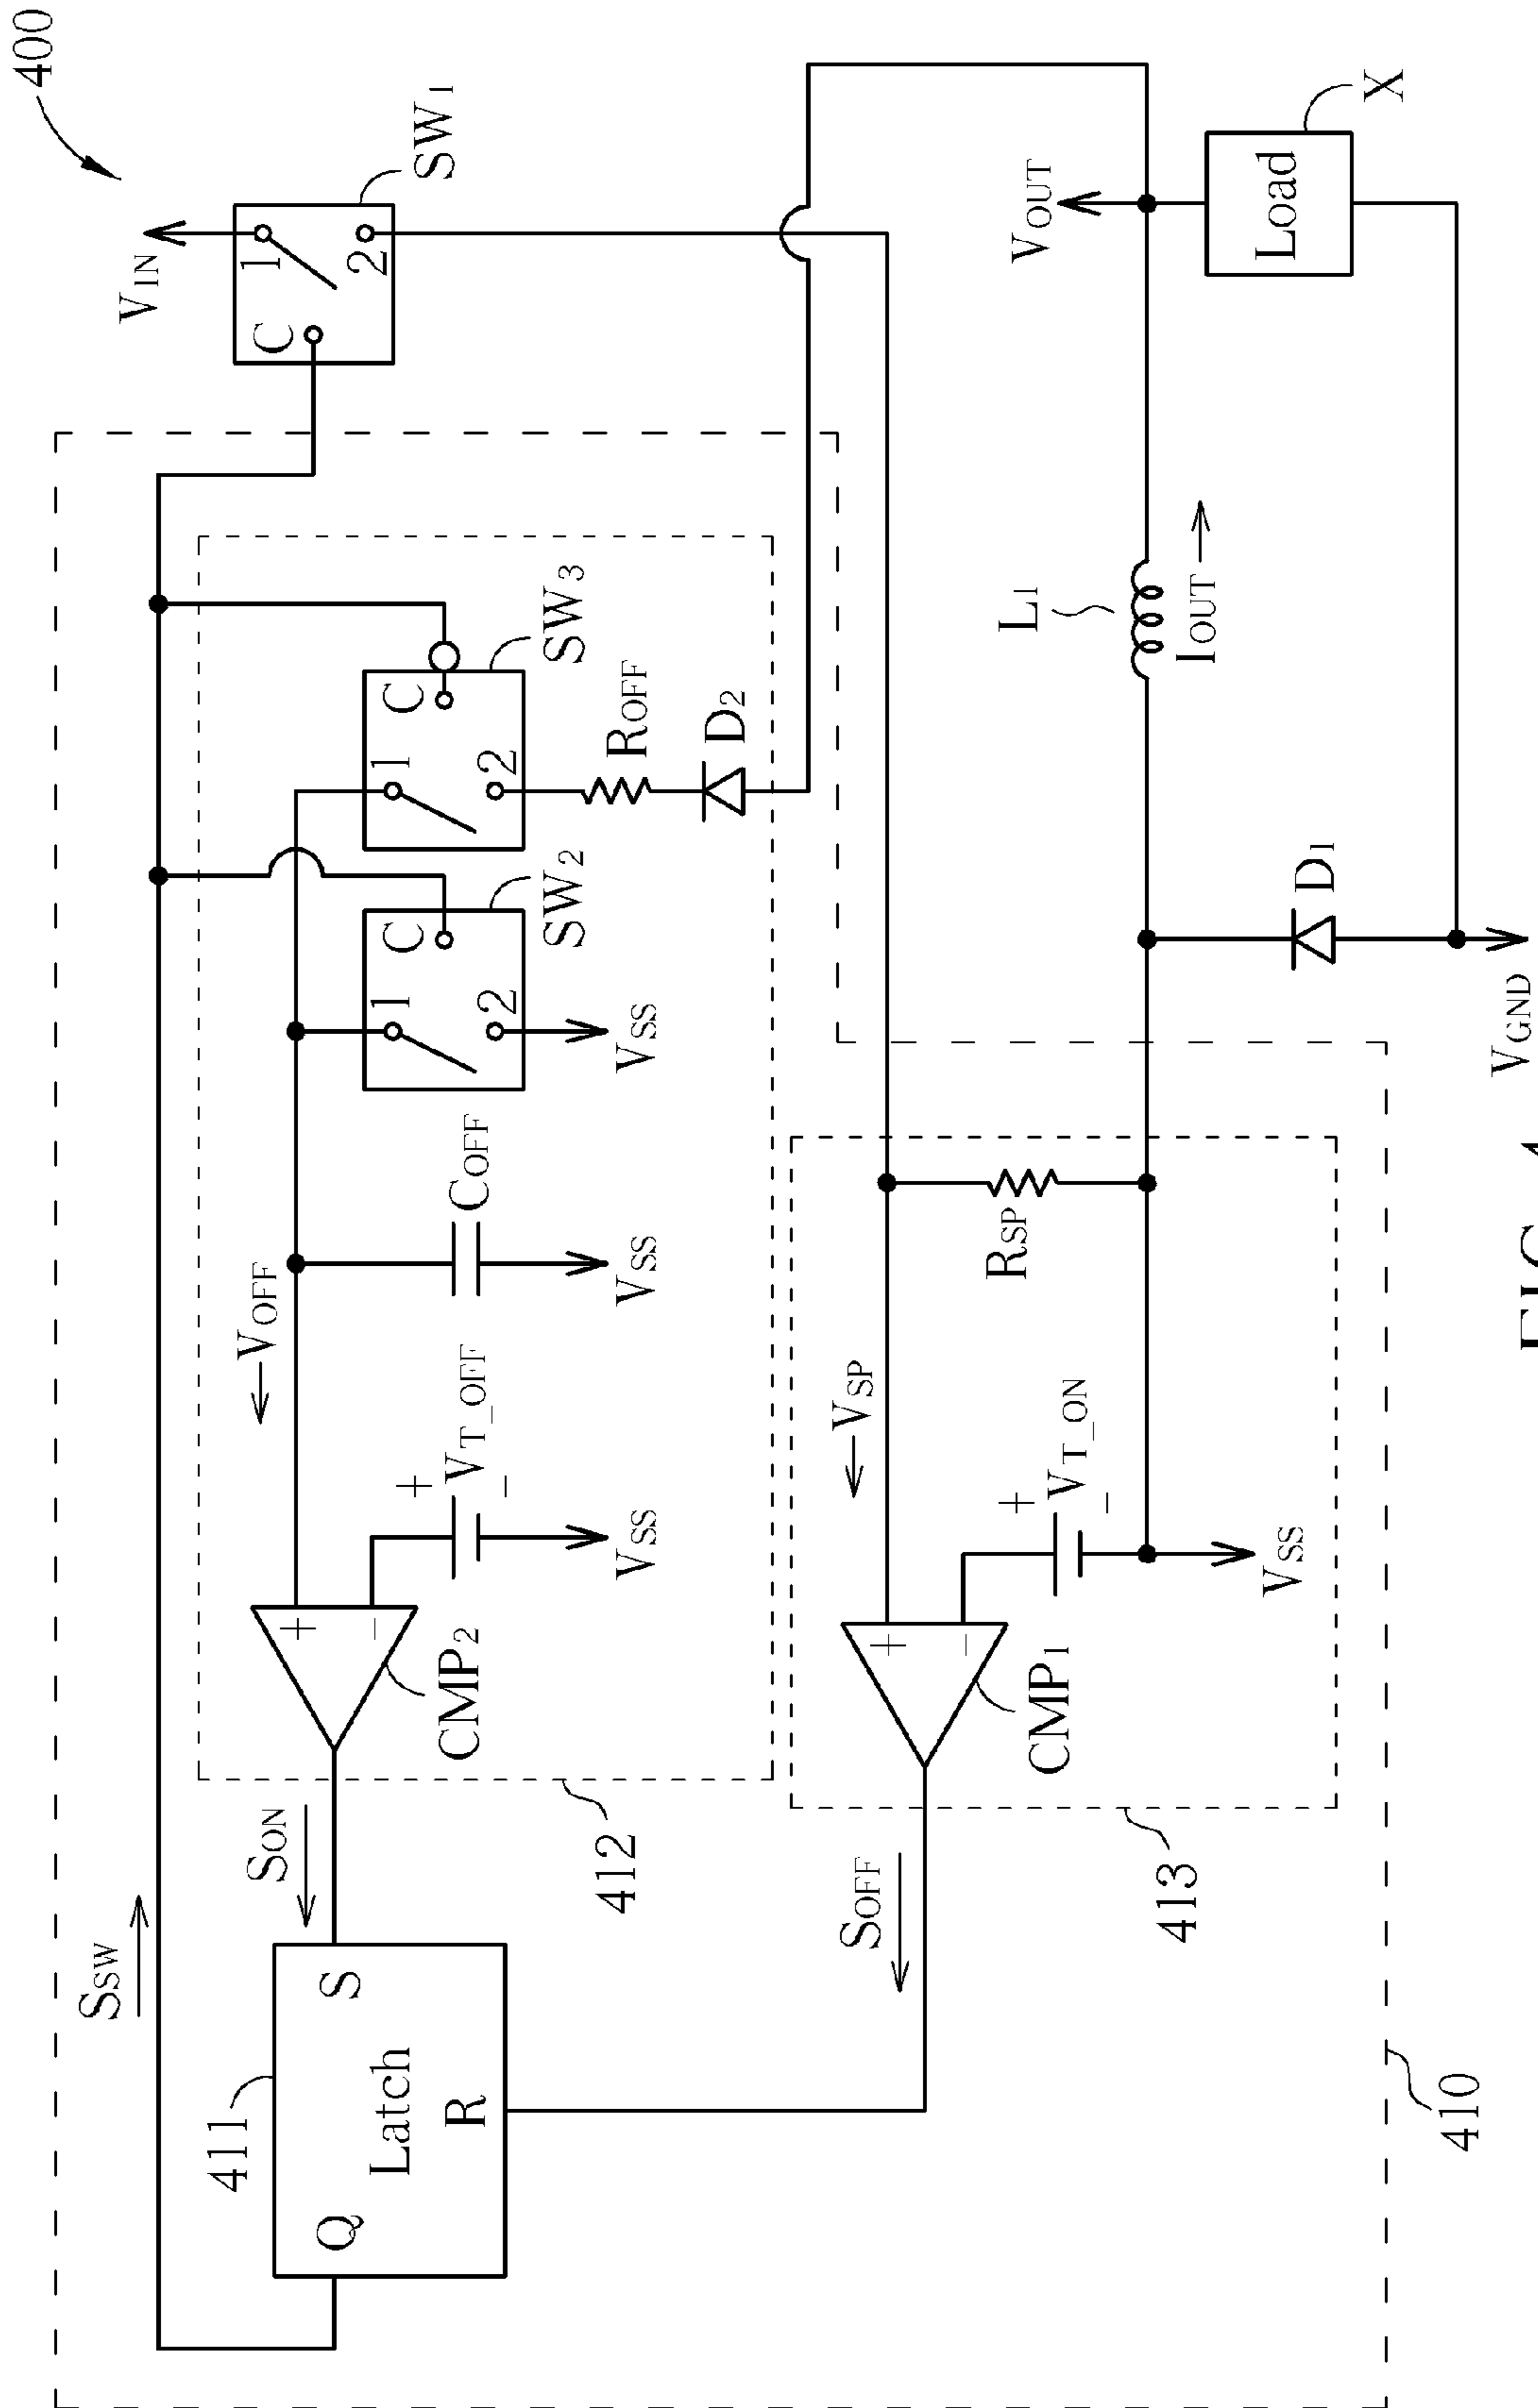 400
VIN
1
C
2
SW1
SSW
SON
VOFF
1
C
2
SW3
ROFF
D2
1
C
2
SW2
VSS
COFF
VSS
+
VT_OFF
-
VSS
+
-
CMP2
412
411
S
Latch
Q
R
SOFF
VSP
RSP
+
VT_ON
-
VSS
+
-
CMP1
413
410
VOUT
Load
X
L1
IOUT
D1
VGND